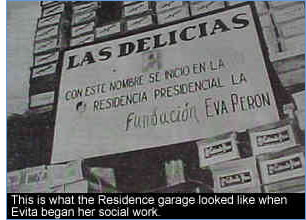 LAS DELICIAS
CON ESTE NOMBRE SE INICIO EN LA
RESIDENCIA PRESIDENCIAL LA
Fundación EVA PERON
This is what the Residence garage looked like when
Evita began her social work.